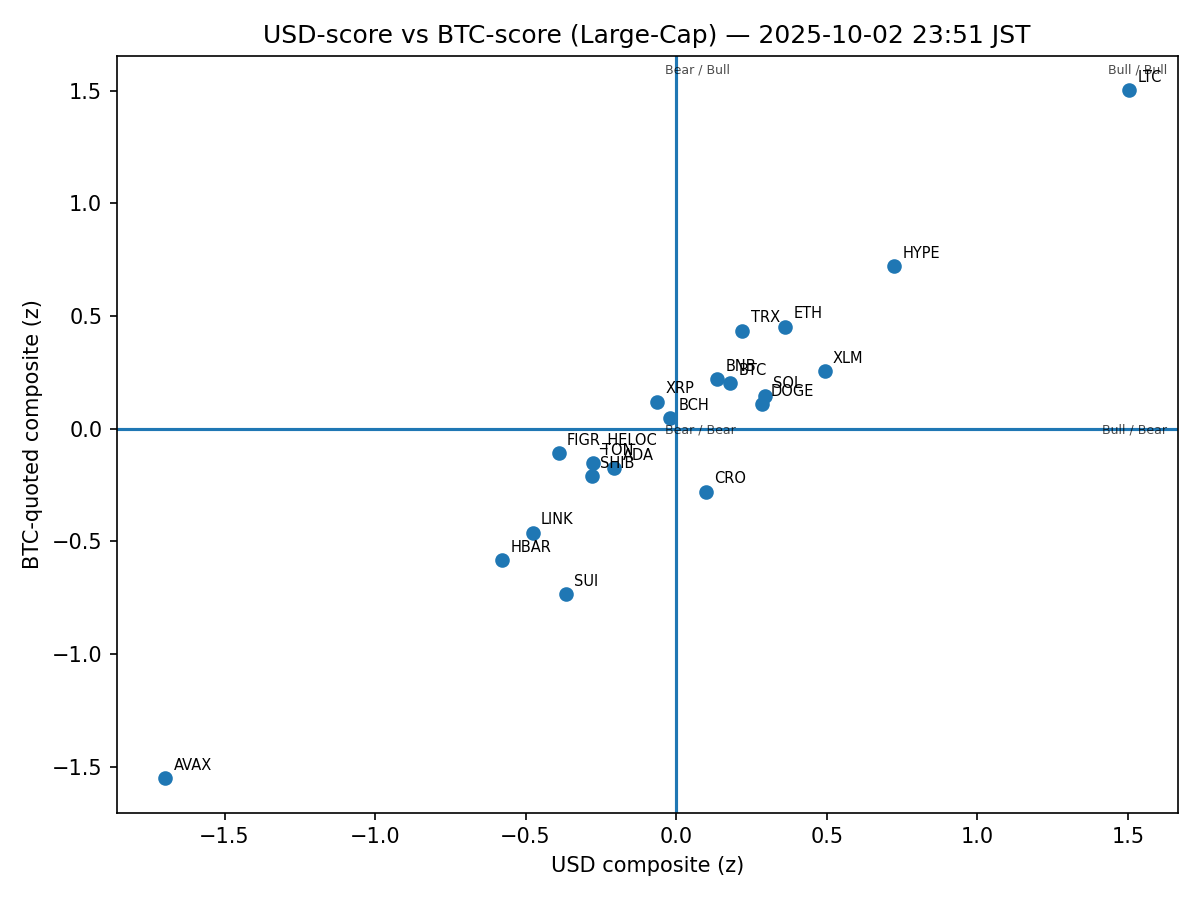 USD-score vs BTC-score (Large-Cap) — 2025-10-02 23:51 JST
Bear / Bull
Bull / Bull
LTC
1.5
1.0
HYPE
0.5
TRX
ETH
XLM
BNB
BTC
SOL
DOGE
XRP
BCH
0.0
Bear / Bear
Bull / Bear
FIGR_HELOC
TON
ADA
SHIB
CRO
LINK
−0.5
HBAR
SUI
−1.0
−1.5
AVAX
BTC-quoted composite (z)
−1.5 −1.0 −0.5 0.0 0.5 1.0 1.5
USD composite (z)